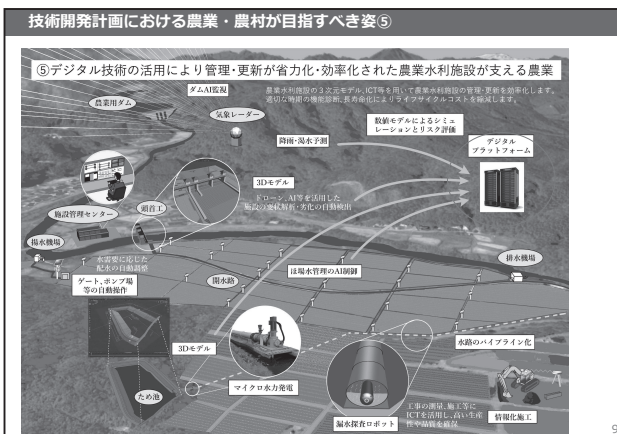 技術開発計画における農業・農村が目指すべき姿⑤
⑤デジタル技術の活用により管理・更新が省力化・効率化された農業水利施設が支える農業
ダムAI監視
農業水利施設の3次元モデル、ICT等を用いて農業水利施設の管理・更新を効率化します。
適切な時期の機能診断、長寿命化によりライフサイクルコストを縮減します。
農業用ダム
気象レーダー
降雨・渇水予測
数値モデルによるシミュ
レーションとリスク評価
デジタル
プラットフォーム
3Dモデル
ドローン、AI等を活用した
施設の変状解析・劣化の自動検出
施設管理センター
頭首工
揚水機場
水需要に応じた
配水の自動調整
ゲート、ポンプ場
等の自動操作
開水路
ほ場水管理のAI制御
排水機場
3Dモデル
水路のパイプライン化
マイクロ水力発電
ため池
漏水探査ロボット
工事の測量、施工等に
ICTを活用し、高い生産
性や品質を確保
情報化施工
9